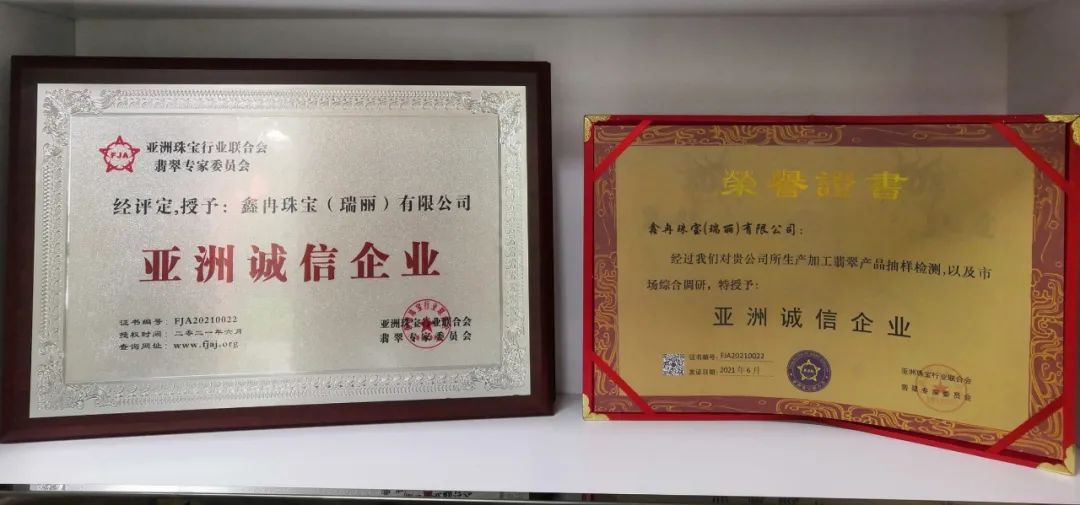 FJA
亚洲珠宝行业联合会
翡翠专家委员会
经评定,授予：鑫冉珠宝（瑞丽）有限公司
亚洲诚信企业
证书编号：FJA20210022
授权时间：二零二一年六月
查询网址：www.fjaj.org
亚洲珠宝行业联合会
翡翠专家委员会
榮譽證書
鑫冉珠宝(瑞丽)有限公司：
经过我们对贵公司所生产加工翡翠产品抽样检测,以及市
场综合调研，特授予：
亚洲诚信企业
证书编号：FJA20210022
发证日期：2021年6月
亚洲珠宝行业联合会
翡翠专家委员会